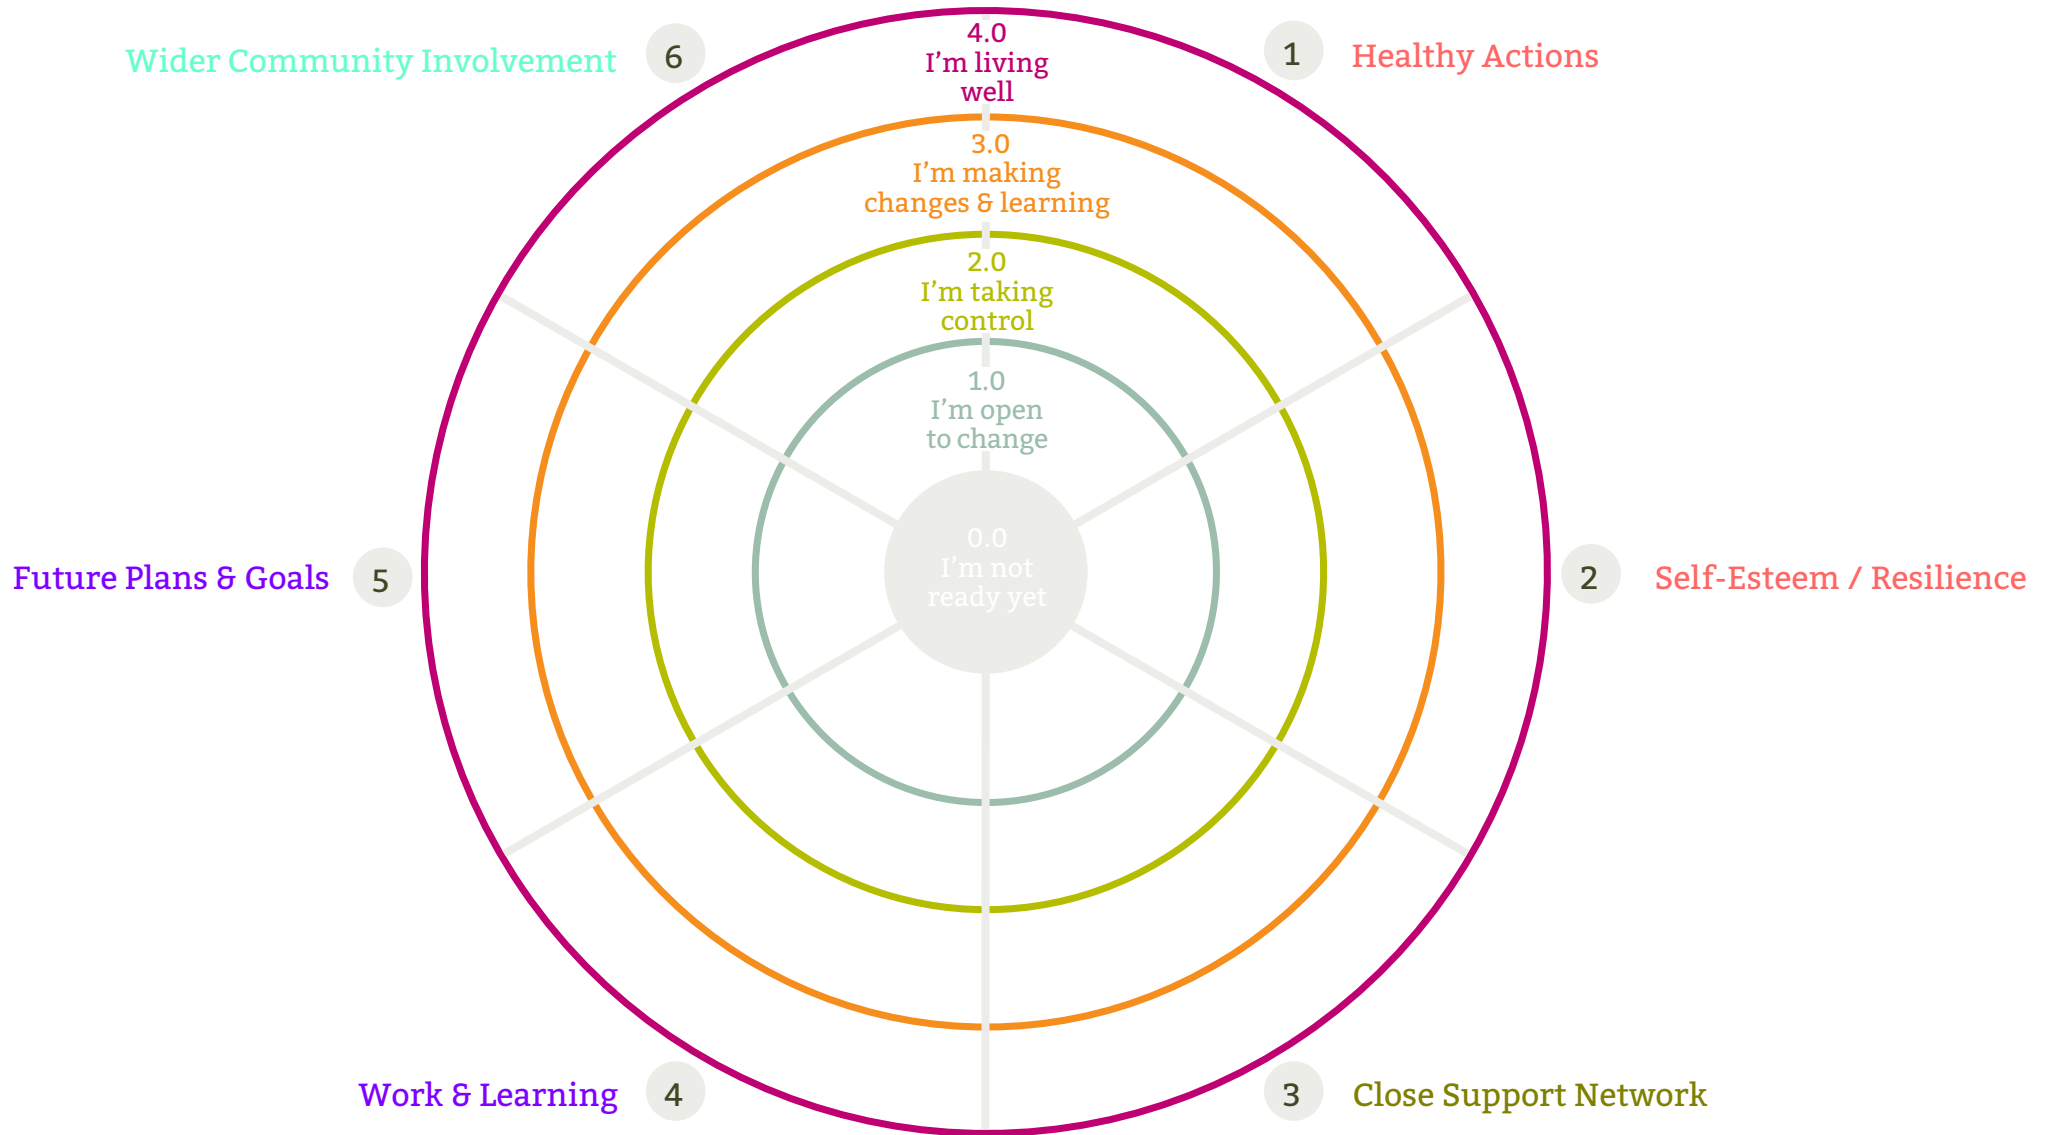 Wider Community Involvement
6
4.0
I’m living
well
1
Healthy Actions
3.0
I’m making
changes & learning
2.0
I’m taking
control
1.0
I’m open
to change
0.0
I’m not
ready yet
Future Plans & Goals
5
2
Self-Esteem / Resilience
Work & Learning
4
3
Close Support Network